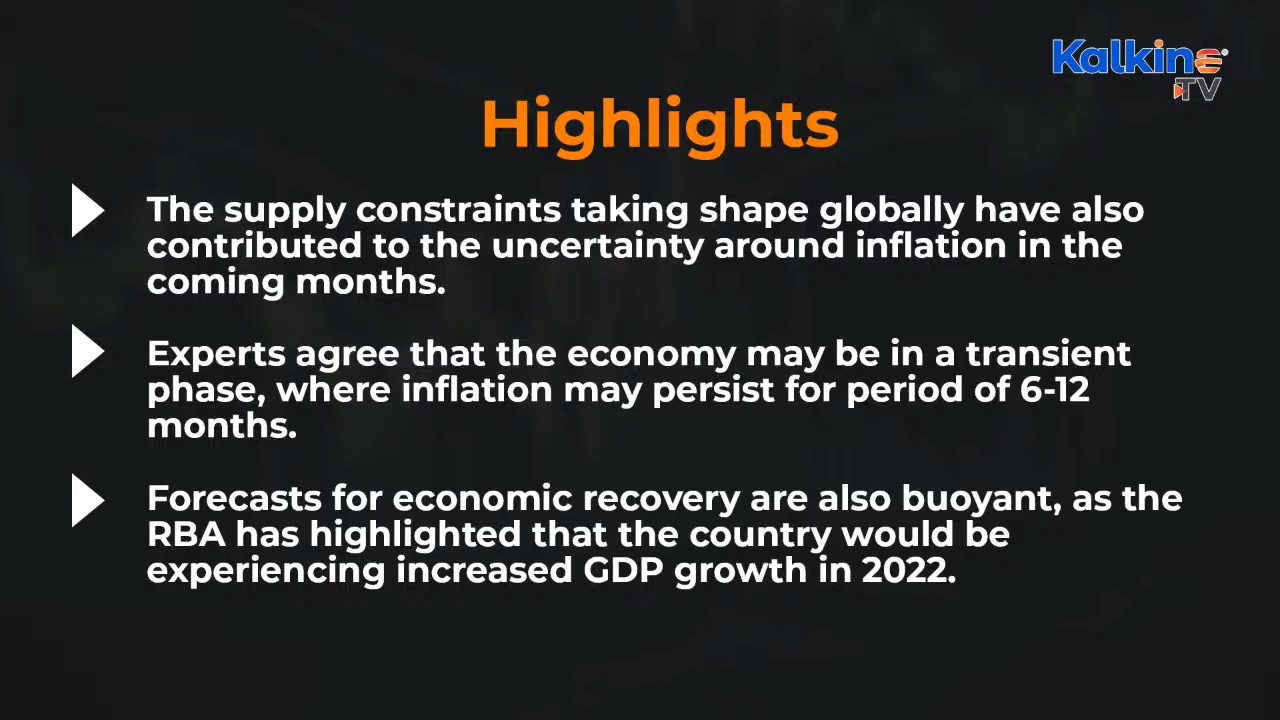 Kalkine
TV
Highlights
The supply constraints taking shape globally have also
contributed to the uncertainty around inflation in the
coming months.
Experts agree that the economy may be in a transient
phase, where inflation may persist for period of 6-12
months.
Forecasts for economic recovery are also buoyant, as the
RBA has highlighted that the country would be
experiencing increased GDP growth in 2022.